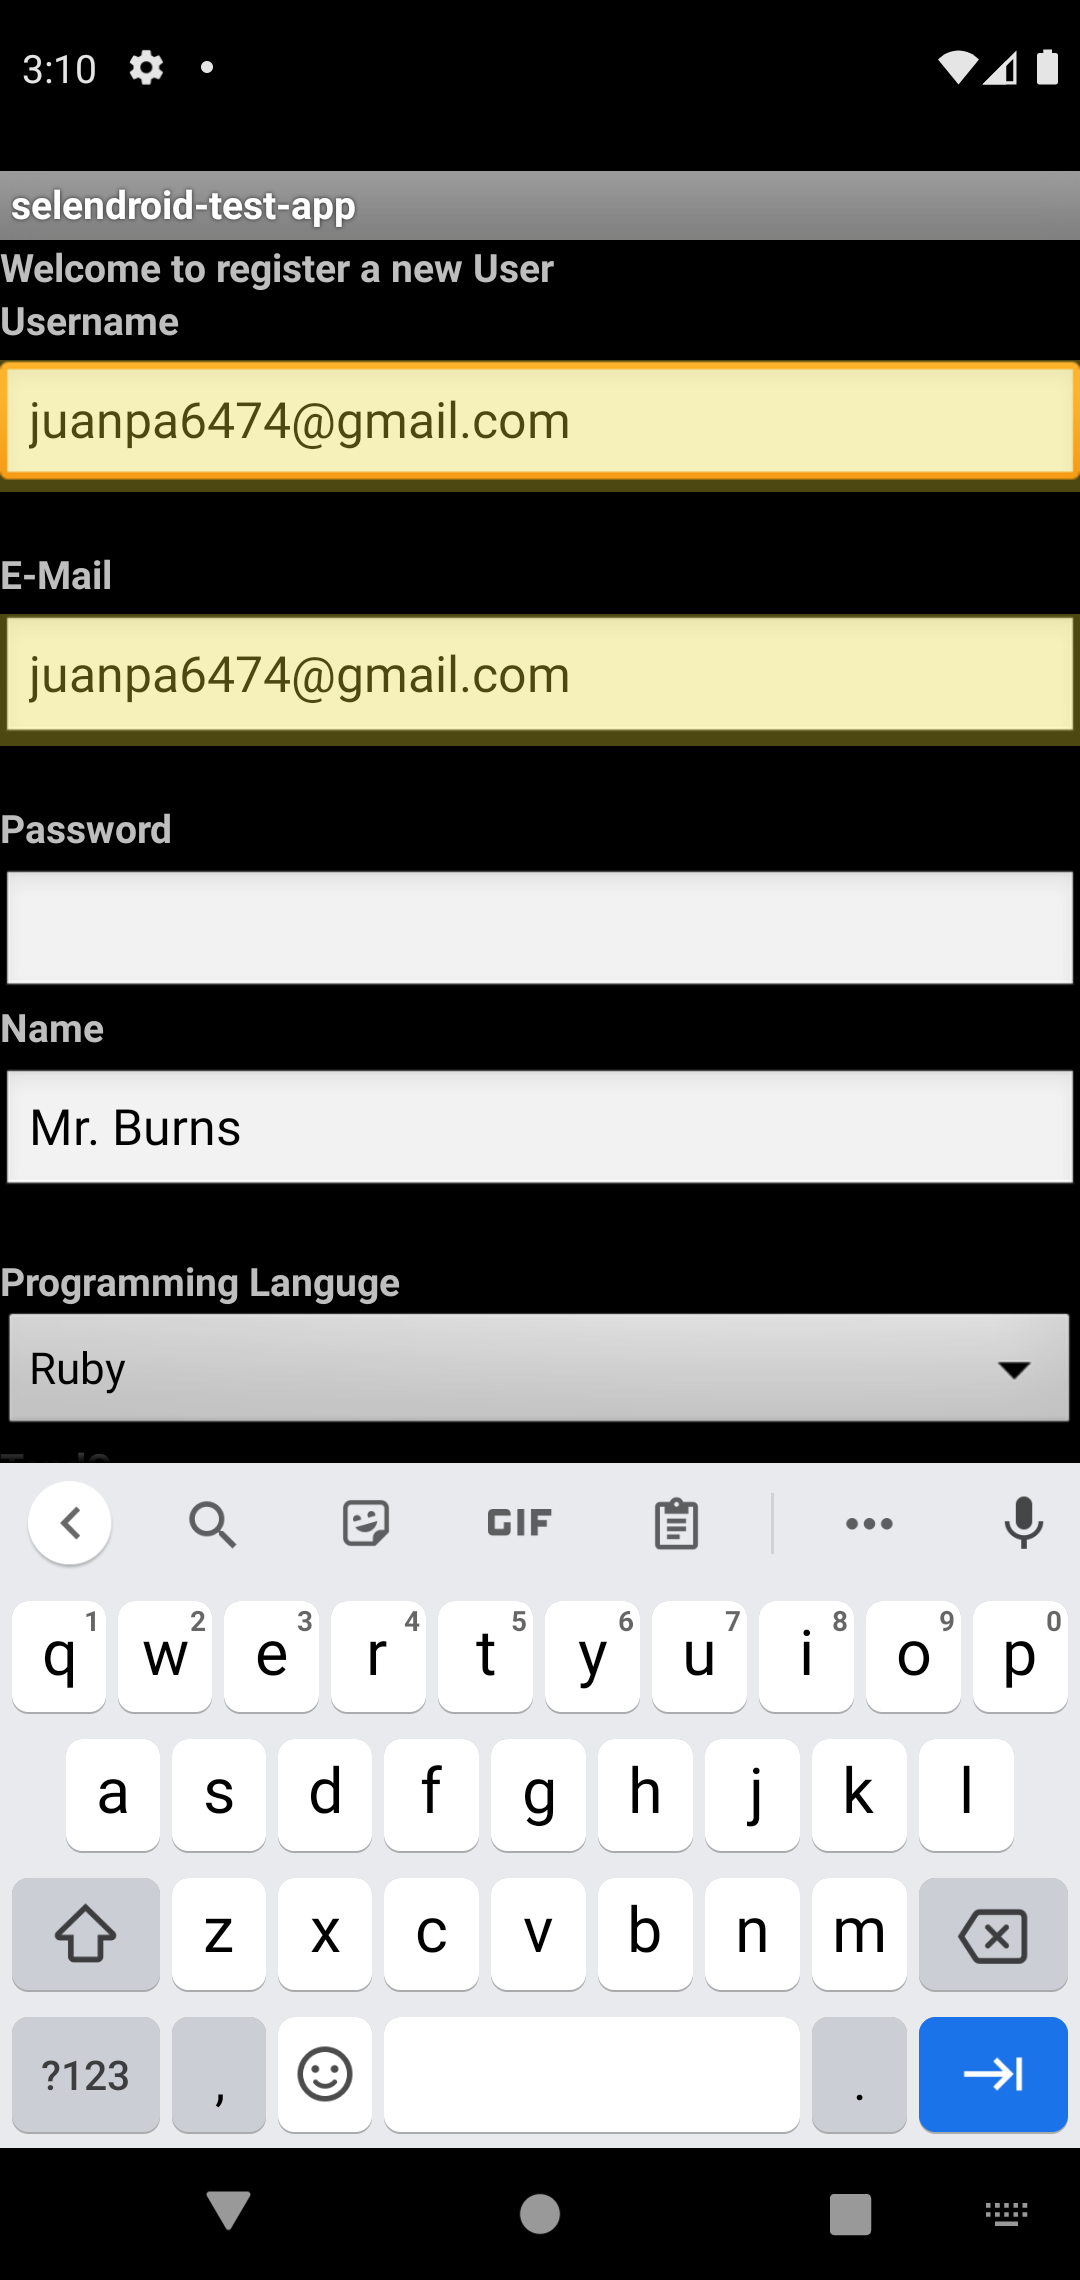 3:10
selendroid-test-app
Welcome to register a new User
Username
juanpa6474@gmail.com
E-Mail
juanpa6474@gmail.com
Password
Name
Mr. Burns
Programming Languge
Ruby
GIF
q 1 w 2 e 3 r 4 t 5 y 6 u 7 i 8 o 9 p 0
a s d f g h j k l
z x c v b n m
?123 , .